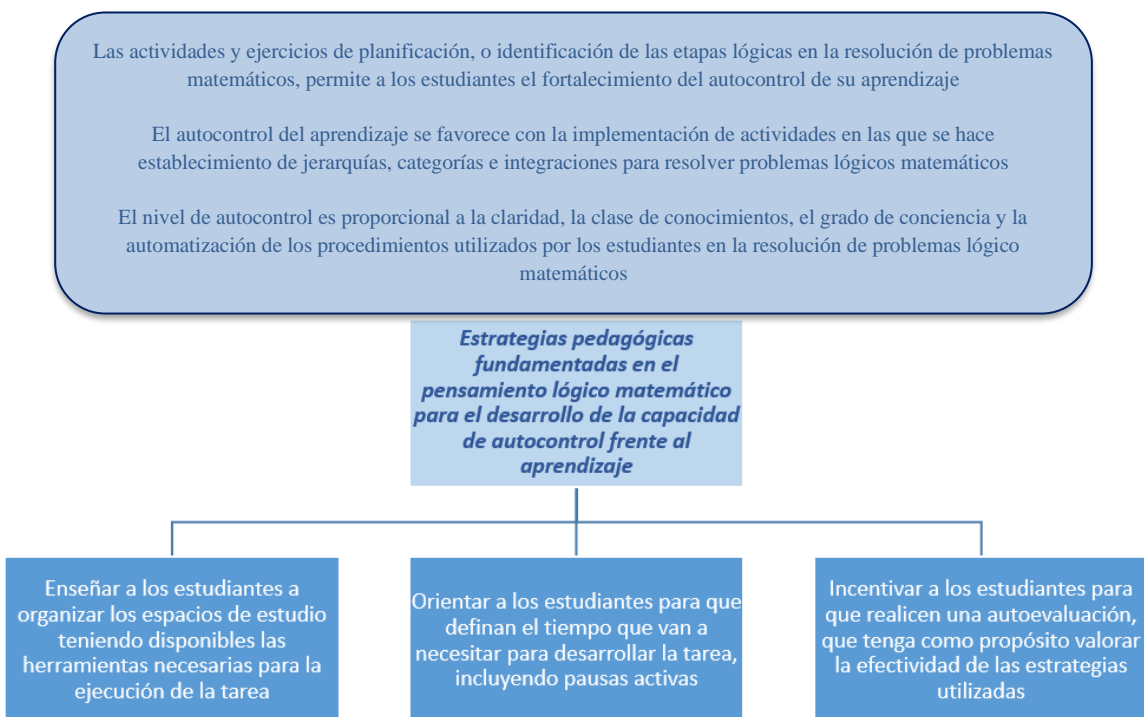 Las actividades y ejercicios de planificación, o identificación de las etapas lógicas en la resolución de problemas
matemáticos, permite a los estudiantes el fortalecimiento del autocontrol de su aprendizaje
El autocontrol del aprendizaje se favorece con la implementación de actividades en las que se hace
establecimiento de jerarquías, categorías e integraciones para resolver problemas lógicos matemáticos
El nivel de autocontrol es proporcional a la claridad, la clase de conocimientos, el grado de conciencia y la
automatización de los procedimientos utilizados por los estudiantes en la resolución de problemas lógico
matemáticos
Estrategias pedagógicas
fundamentadas en el
pensamiento lógico matemático
para el desarrollo de la capacidad
de autocontrol frente al
aprendizaje
Enseñar a los estudiantes a
organizar los espacios de estudio
teniendo disponibles las
herramientas necesarias para la
ejecución de la tarea
Orientar a los estudiantes para que
definan el tiempo que van a
necesitar para desarrollar la tarea,
incluyendo pausas activas
Incentivar a los estudiantes para
que realicen una autoevaluación,
que tenga como propósito valorar
la efectividad de las estrategias
utilizadas